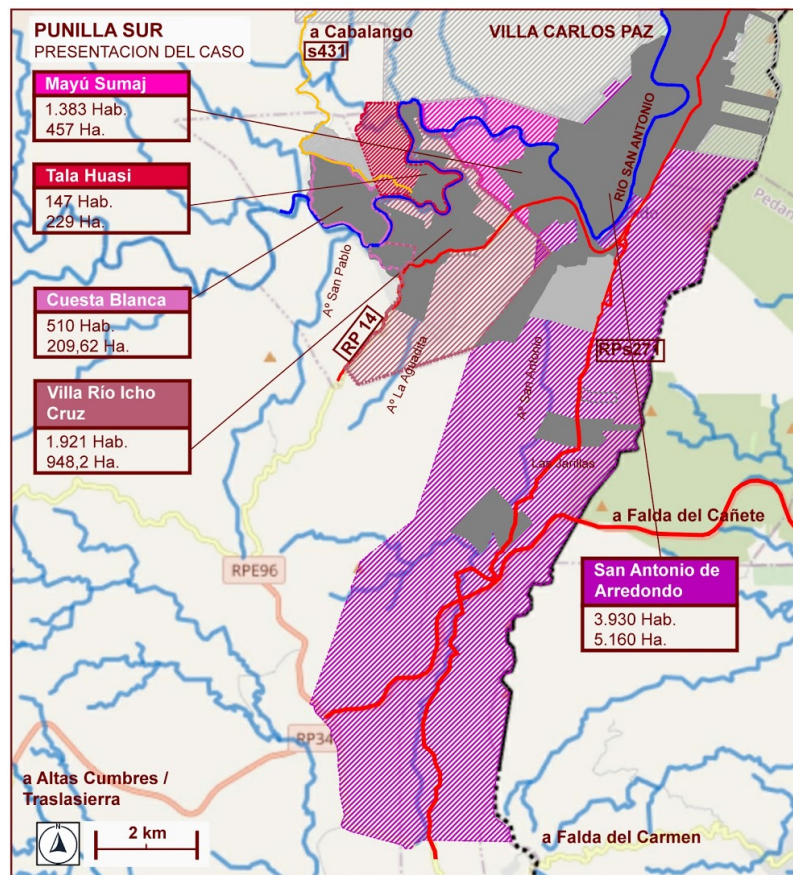 PUNILLA SUR
PRESENTACION DEL CASO
a Cabalango
s431
VILLA CARLOS PAZ
Mayú Sumaj
1.383 Hab.
457 Ha.
Tala Huasi
147 Hab.
229 Ha.
Cuesta Blanca
510 Hab.
209,62 Ha.
Villa Río Icho
Cruz
1.921 Hab.
948,2 Ha.
RIO SAN ANTONIO
Pedan
Aº San Pablo
RP 14
Aº La Aguadita
Aº San Antonio
RPs271
Las Jarillas
a Falda del Cañete
San Antonio de
Arredondo
3.930 Hab.
5.160 Ha.
RPE96
RP34
a Altas Cumbres /
Traslasierra
N
2 km
a Falda del Carmen